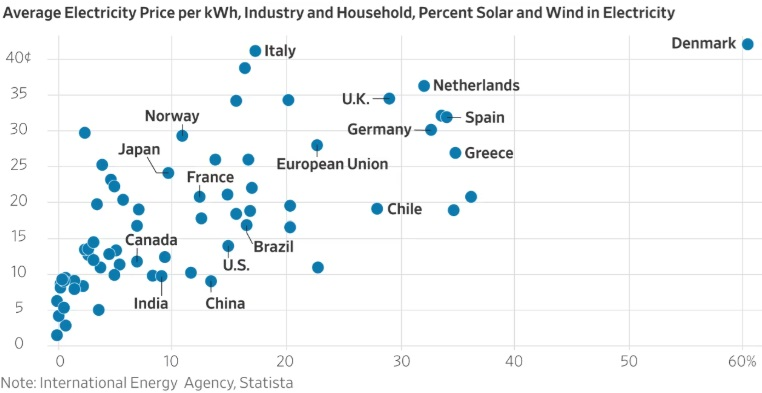 Average Electricity Price per kWh, Industry and Household, Percent Solar and Wind in Electricity
40¢
35
30
25
20
15
10
5
0
Italy
Denmark
Netherlands
U.K.
Spain
Norway
Germany
Greece
Japan
European Union
France
Chile
Canada
Brazil
U.S.
India
China
0
10
20
30
40
50
60%
Note: International Energy Agency, Statista